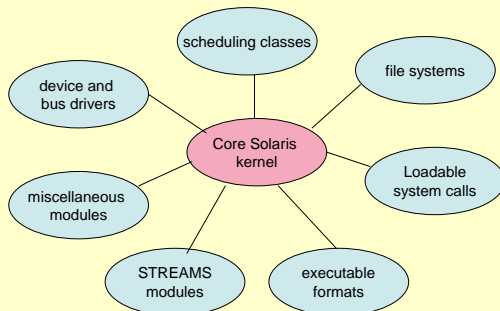 scheduling classes
file systems
device and
bus drivers
Core Solaris
kernel
Loadable
system calls
miscellaneous
modules
STREAMS
modules
executable
formats